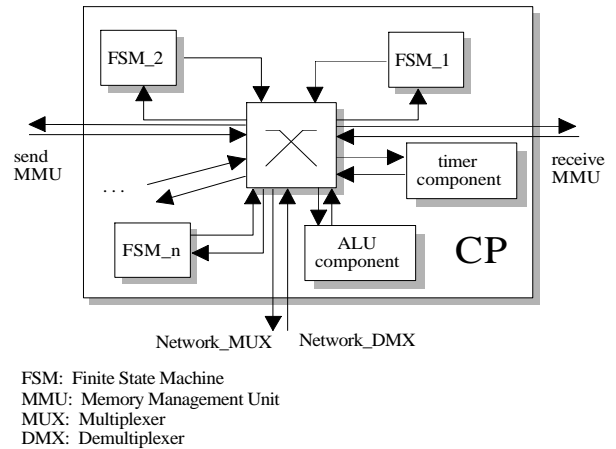 FSM_2
FSM_1
send
MMU
receive
MMU
timer
component
. . .
FSM_n
ALU
component
CP
Network_MUX
Network_DMX
FSM: Finite State Machine
MMU: Memory Management Unit
MUX: Multiplexer
DMX: Demultiplexer